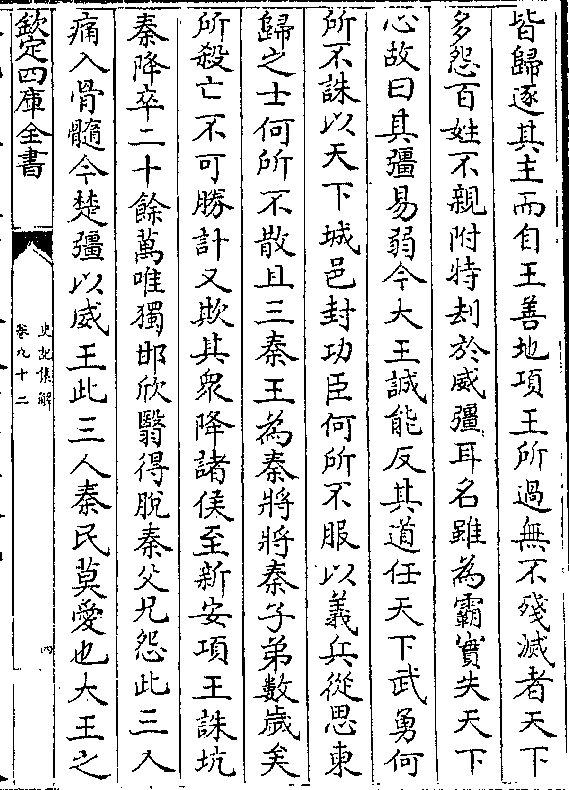 皆歸逐其主而自王善地項王所過無不殘滅者天下
多怨百姓不親附特刦於威彊耳名雖為霸實失天下
心故曰其彊易弱今大王誠能反其道任天下武勇何
所不誅以天下城邑封功臣何所不服以義兵從思東
歸之士何所不散且三秦王為秦將將秦子弟數歲矣
所殺亡不可勝計又欺其衆降諸侯至新安項王詐坑
秦降卒二十餘萬唯獨邯欣翳得脫秦父兄怨此三人
痛入骨髓今楚彊以威王此三人秦民莫愛也大王之
欽定四庫全書
史記集解
卷九十二
四